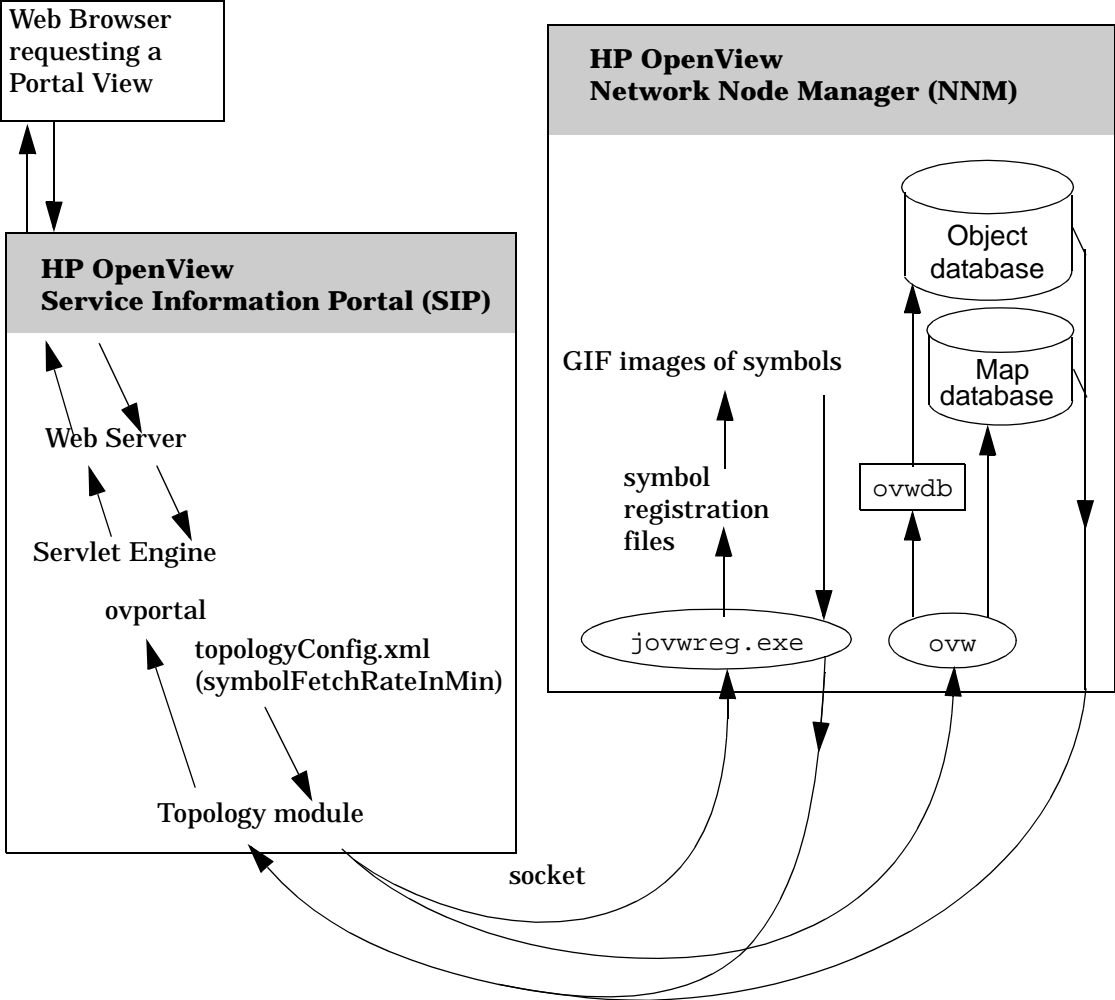 Web Browser
requesting a
Portal View
HP OpenView
Service Information Portal (SIP)
Web Server
Servlet Engine
ovportal
topologyConfig.xml
(symbolFetchRateInMin)
Topology module
socket
HP OpenView
Network Node Manager (NNM)
Object
database
Map
database
GIF images of symbols
symbol
registration
files
ovwdb
jovwreg.exe
ovw